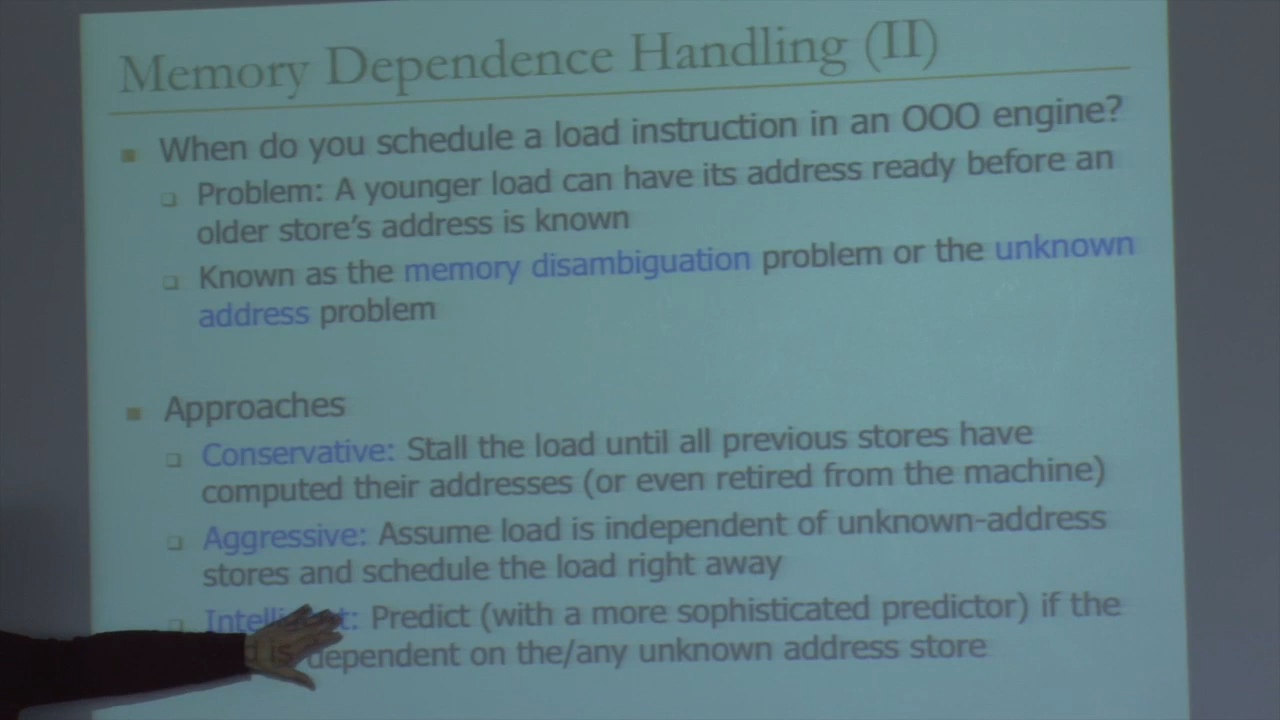 Memory Dependence Handling (II)
When do you schedule a load instruction in an OOO engine?
Problem: A younger load can have its address ready before an
older store's address is known
Known as the memory disambiguation problem or the unknown
address problem
Approaches
Conservative: Stall the load until all previous stores have
computed their addresses (or even retired from the machine)
Aggressive: Assume load is independent of unknown-address
stores and schedule the load right away
Intelligent: Predict (with a more sophisticated predictor) if the
is dependent on the/any unknown address store